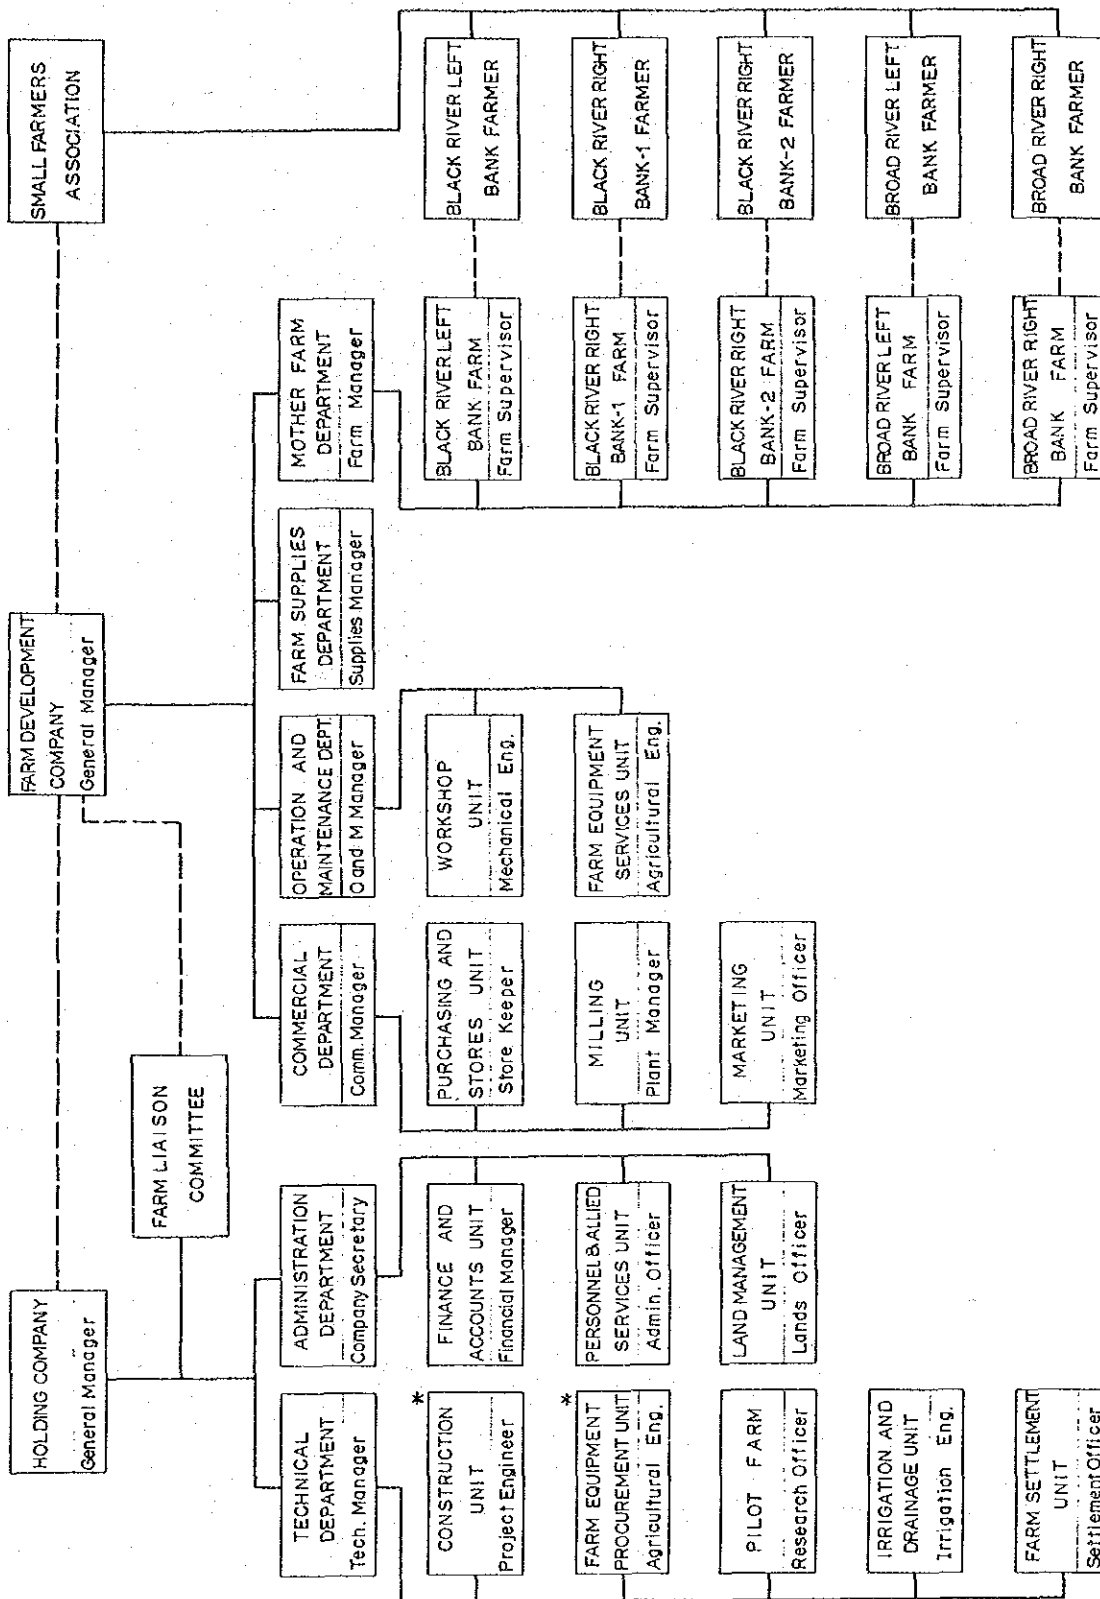 HOLDING COMPANY
General Manager
FARM DEVELOPMENT
COMPANY
General Manager
SMALL FARMERS
ASSOCIATION
FARM LIAISON
COMMITTEE
TECHNICAL
DEPARTMENT
Tech. Manager
ADMINISTRATION
DEPARTMENT
Company Secretary
COMMERCIAL
DEPARTMENT
Comm. Manager
OPERATION AND
MAINTENANCE DEPT.
O and M Manager
FARM SUPPLIES
DEPARTMENT
Supplies Manager
MOTHER FARM
DEPARTMENT
Farm Manager
*
CONSTRUCTION
UNIT
Project Engineer
FINANCE AND
ACCOUNTS UNIT
Financial Manager
PURCHASING AND
STORES UNIT
Store Keeper
WORKSHOP
UNIT
Mechanical Eng.
BLACK RIVER LEFT
BANK FARM
Farm Supervisor
BLACK RIVER LEFT
BANK FARMER
*
FARM EQUIPMENT
PROCUREMENT UNIT
Agricultural Eng.
PERSONNEL & ALLIED
SERVICES UNIT
Admin. Officer
MILLING
UNIT
Plant Manager
FARM EQUIPMENT
SERVICES UNIT
Agricultural Eng.
BLACK RIVER RIGHT
BANK-1 FARM
Farm Supervisor
BLACK RIVER RIGHT
BANK-1 FARMER
PILOT FARM
Research Officer
LAND MANAGEMENT
UNIT
Lands Officer
MARKETING
UNIT
Marketing Officer
BLACK RIVER RIGHT
BANK-2 FARM
Farm Supervisor
BLACK RIVER RIGHT
BANK-2 FARMER
IRRIGATION AND
DRAINAGE UNIT
Irrigation Eng.
BROAD RIVER LEFT
BANK FARM
Farm Supervisor
BROAD RIVER LEFT
BANK FARMER
FARM SETTLEMENT
UNIT
Settlement Officer
BROAD RIVER RIGHT
BANK FARM
Farm Supervisor
BROAD RIVER RIGHT
BANK FARMER